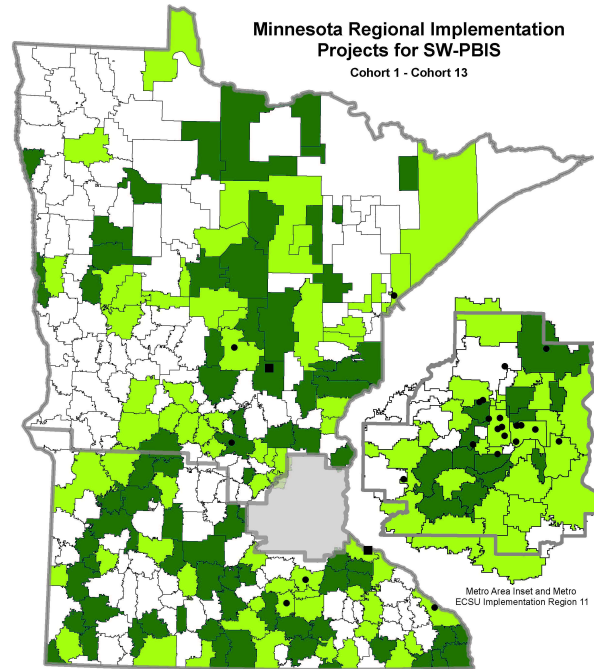 Minnesota Regional Implementation
Projects for SW-PBIS
Cohort 1 - Cohort 13
Metro Area Inset and Metro
ECSU Implementation Region 11